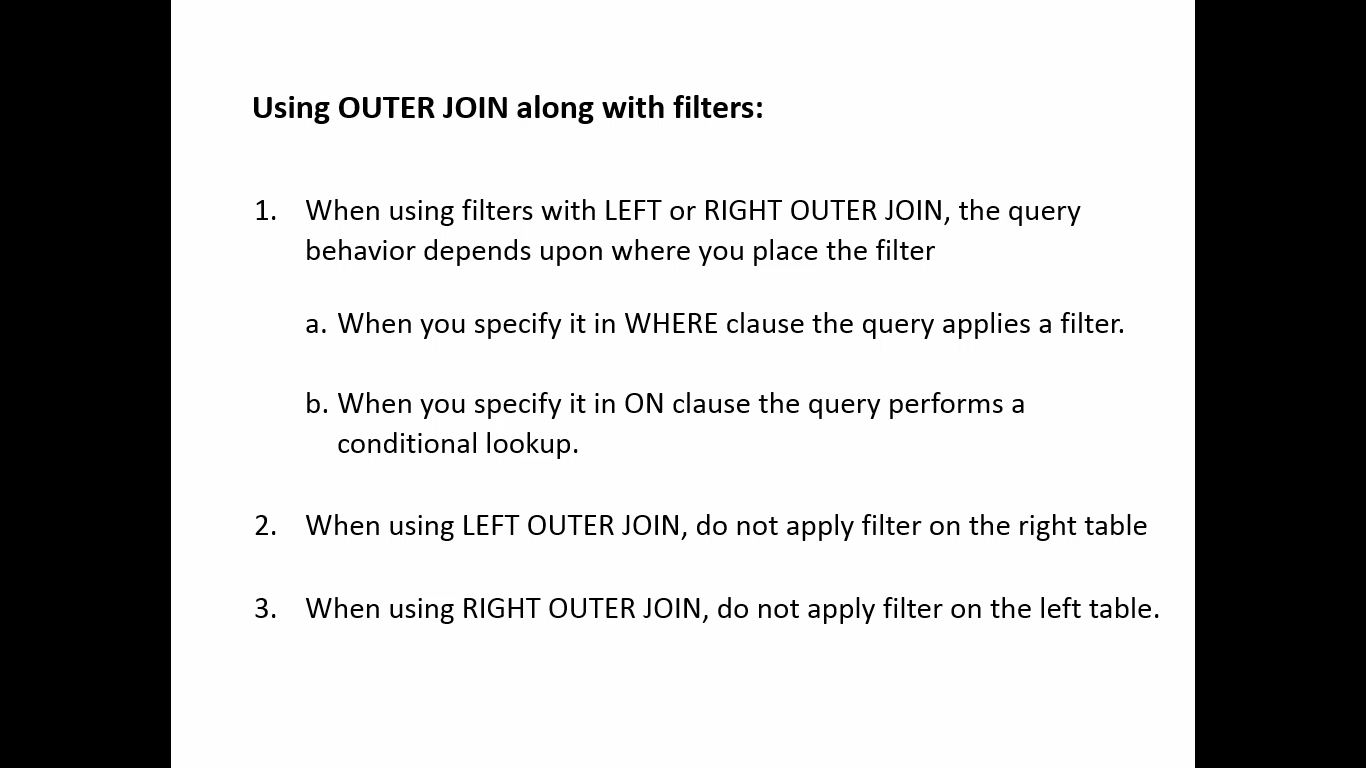 Using OUTER JOIN along with filters:
1. When using filters with LEFT or RIGHT OUTER JOIN, the query
behavior depends upon where you place the filter
a. When you specify it in WHERE clause the query applies a filter.
b. When you specify it in ON clause the query performs a
conditional lookup.
2. When using LEFT OUTER JOIN, do not apply filter on the right table
3. When using RIGHT OUTER JOIN, do not apply filter on the left table.